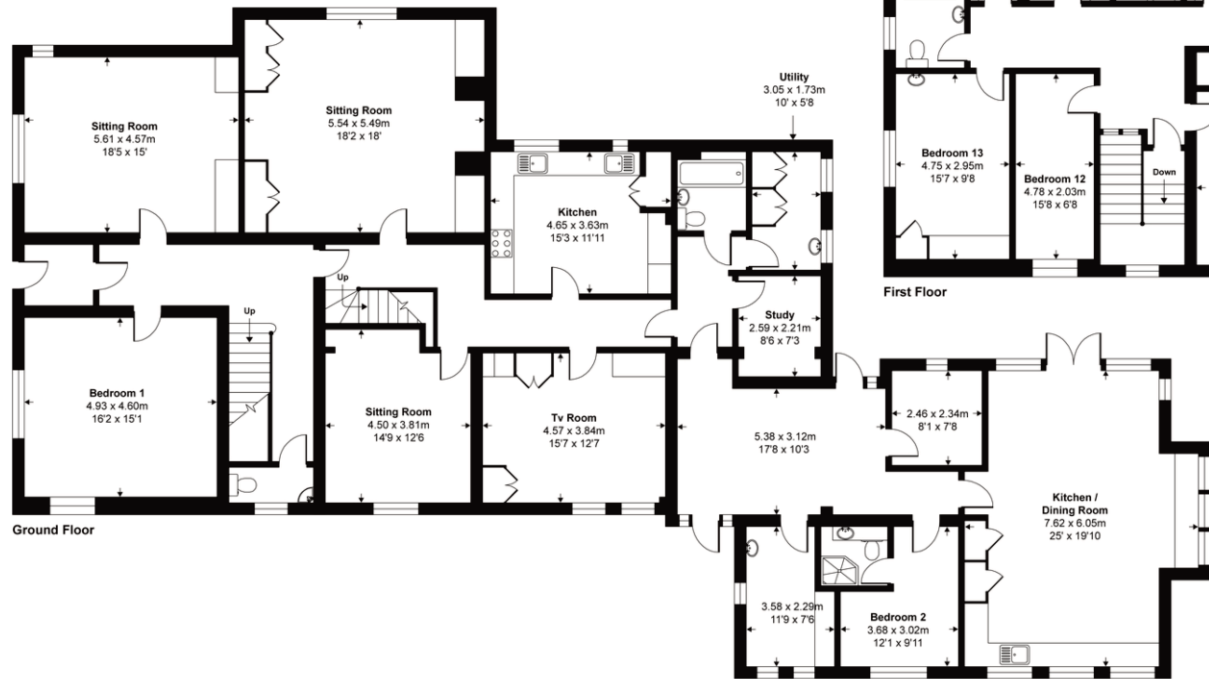 Sitting Room
5.61 x 4.57m
18'5 x 15'
Sitting Room
5.54 x 5.49m
18'2 x 18'
Utility
3.05 x 1.73m
10' x 5'8
Kitchen
4.65 x 3.63m
15'3 x 11'11
Bedroom 13
4.75 x 2.95m
15'7 x 9'8
Bedroom 12
4.78 x 2.03m
15'8 x 6'8
Down
First Floor
Up
Up
Study
2.59 x 2.21m
8'6 x 7'3
Bedroom 1
4.93 x 4.60m
16'2 x 15'1
Sitting Room
4.50 x 3.81m
14'9 x 12'6
Tv Room
4.57 x 3.84m
15'7 x 12'7
5.38 x 3.12m
17'8 x 10'3
2.46 x 2.34m
8'1 x 7'8
Kitchen /
Dining Room
7.62 x 6.05m
25' x 19'10
Ground Floor
3.58 x 2.29m
11'9 x 7'6
Bedroom 2
3.68 x 3.02m
12'1 x 9'11